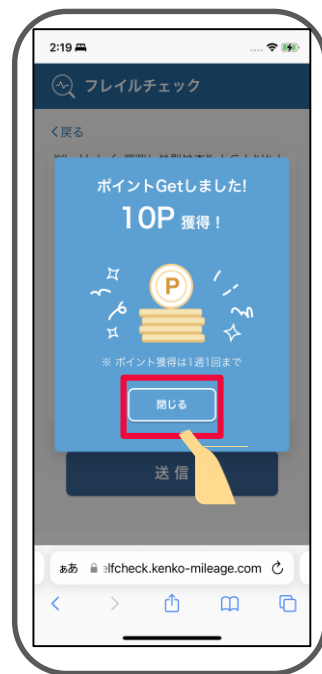 2:19
フレイルチェック
戻る
ポイントGetしました!
10P 獲得!
P
※ ポイント獲得は1週1回まで
閉じる
送信
ああ elfcheck.kenko-mileage.com